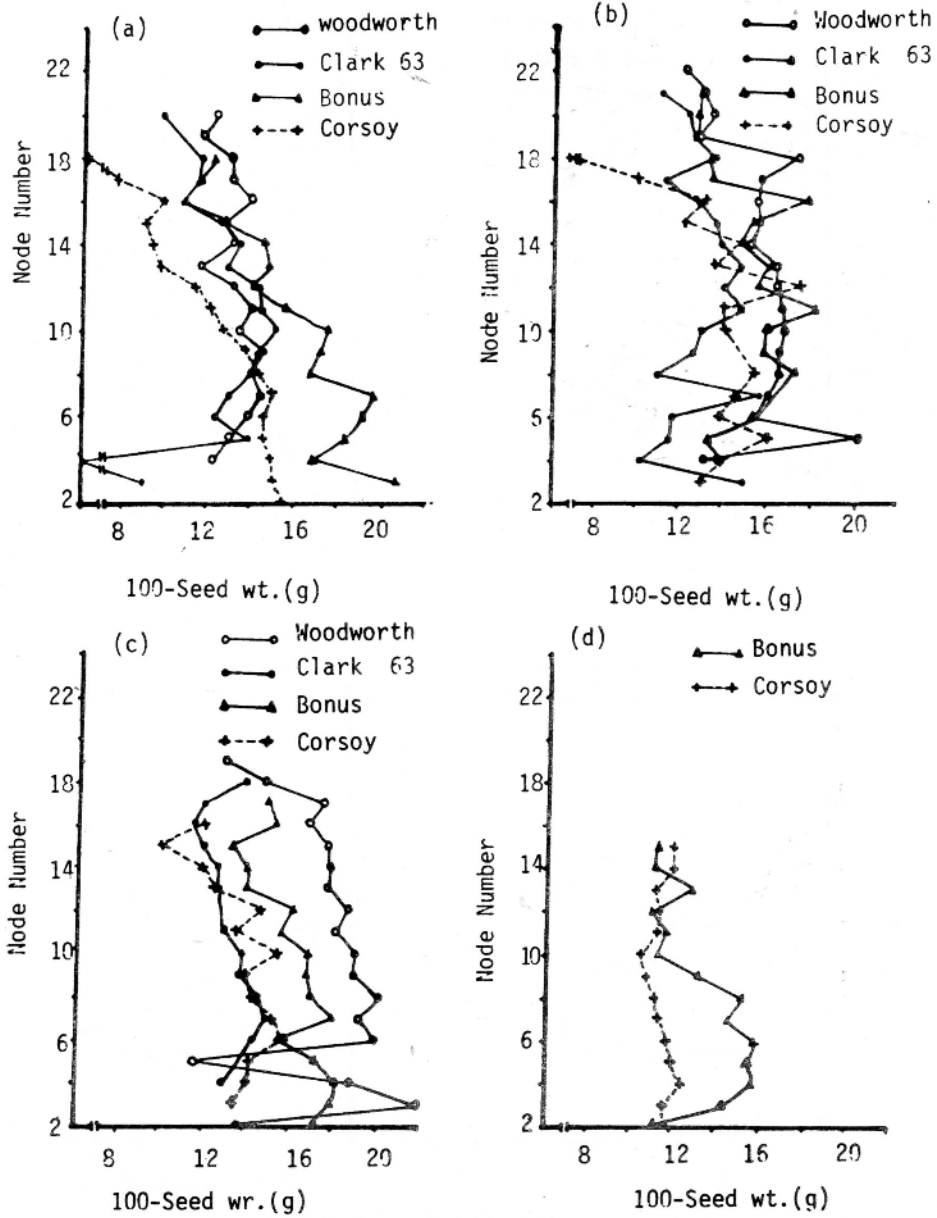 (a)
woodworth
Clark 63
Bonus
Corsoy
22
18
14
10
6
2
Node Number
8 12 16 20
100-Seed wt.(g)
(b)
Woodworth
Clark 63
Bonus
Corsoy
22
18
14
10
5
2
Node Number
8 12 16 20
100-Seed wt.(g)
(c)
Woodworth
Clark 63
Bonus
Corsoy
22
18
14
10
6
2
Node Number
8 12 16 20
100-Seed wr.(g)
(d)
Bonus
Corsoy
22
18
14
10
6
2
Node Number
8 12 16 20
100-Seed wt.(g)